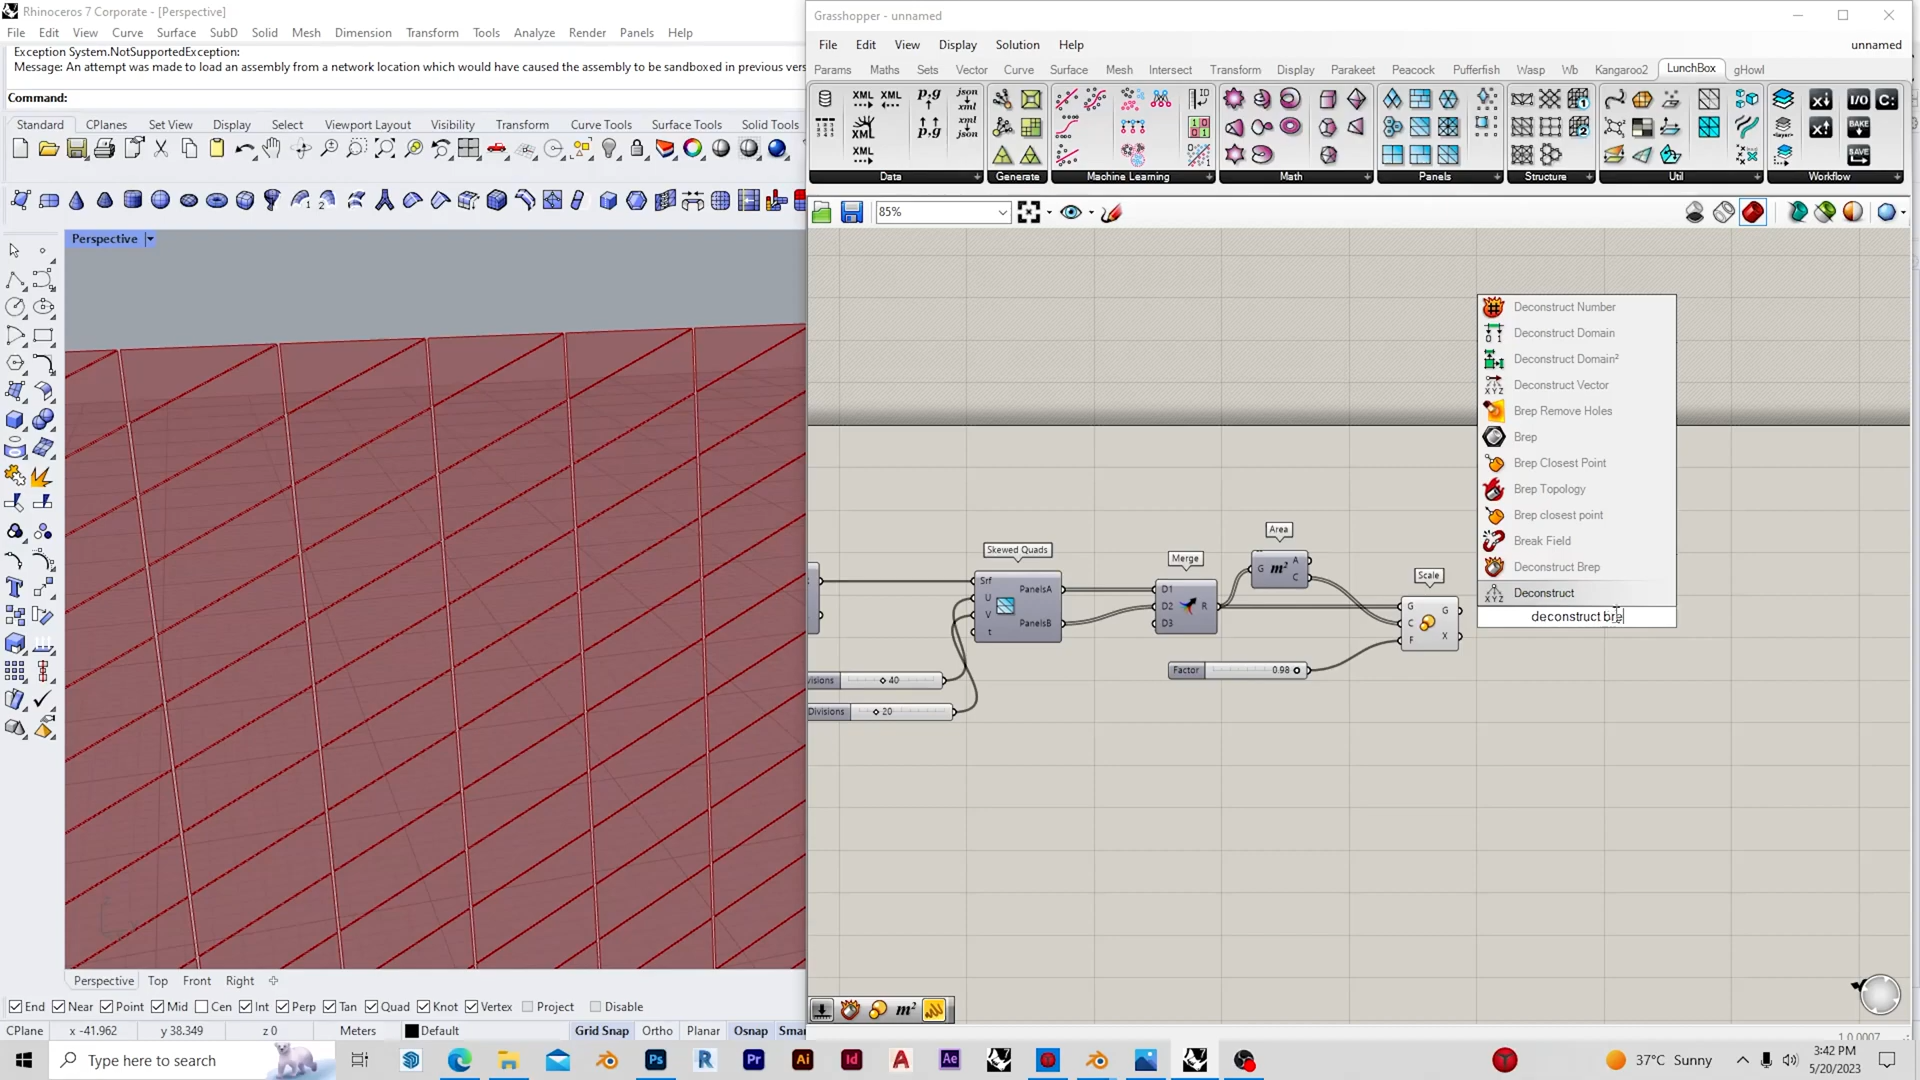 Rhinoceros 7 Corporate - [Perspective]
File Edit View Curve Surface SubD Solid Mesh Dimension Transform Tools Analyze Render Panels Help
Exception System.NotSupportedException:
Message: An attempt was made to load an assembly from a network location which would have caused the assembly to be sandboxed in previous vers
Command:
Standard CPlanes Set View Display Select Viewport Layout Visibility Transform Curve Tools Surface Tools Solid Tools
Perspective
Perspective Top Front Right
End Near Point Mid Cen Int Perp Tan Quad Knot Vertex Project Disable
CPlane x -41.962 y 38.349 z 0 Meters Default Grid Snap Ortho Planar Osnap Smar
Grasshopper - unnamed
File Edit View Display Solution Help unnamed
Params Maths Sets Vector Curve Surface Mesh Intersect Transform Display Parakeet Peacock Pufferfish Wasp Wb Kangaroo2 LunchBox gHowl
Data Generate Machine Learning Math Panels Structure Util Workflow
85%
Deconstruct Number
Deconstruct Domain
Deconstruct Domain²
Deconstruct Vector
Brep Remove Holes
Brep
Brep Closest Point
Brep Topology
Brep closest point
Break Field
Deconstruct Brep
Deconstruct
deconstruct bre
Skewed Quads
Srf
U
V
t
PanelsA
PanelsB
Merge
D1
D2
D3
R
Area
G m² A
C
Scale
G
C
F
G
X
Factor 0.98
visions 40
Divisions 20
m²
1.0.0007
Type here to search
37°C Sunny
3:42 PM
5/20/2023